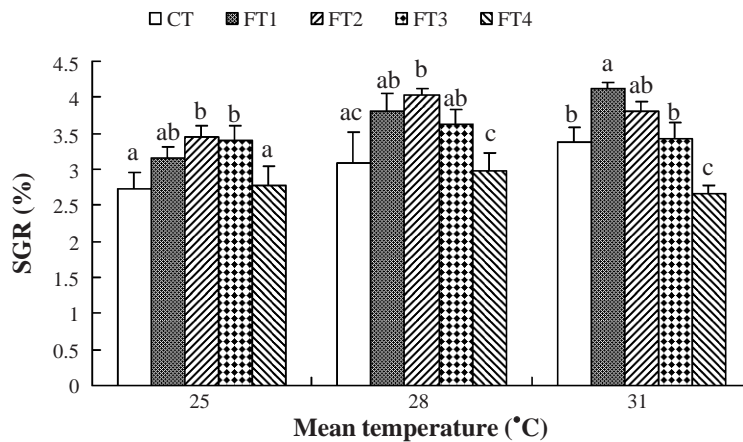 CT FT1 FT2 FT3 FT4
4.5
4
3.5
3
2.5
2
1.5
1
0.5
0
SGR (%)
a ab b b a
ac ab b ab c
b a ab b c
25 28 31
Mean temperature (•C)